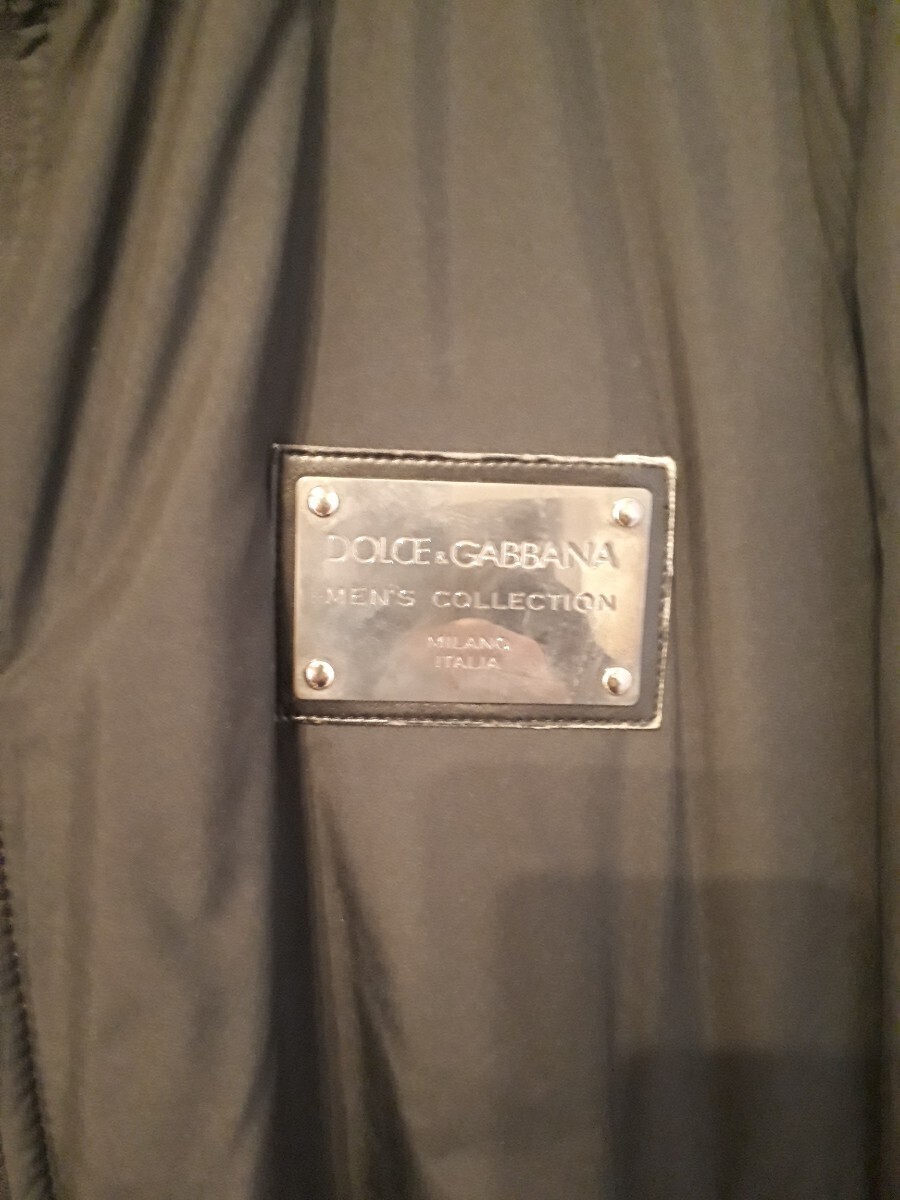 DOLCE & GABBANA
MEN'S COLLECTION
MILANO
ITALIA